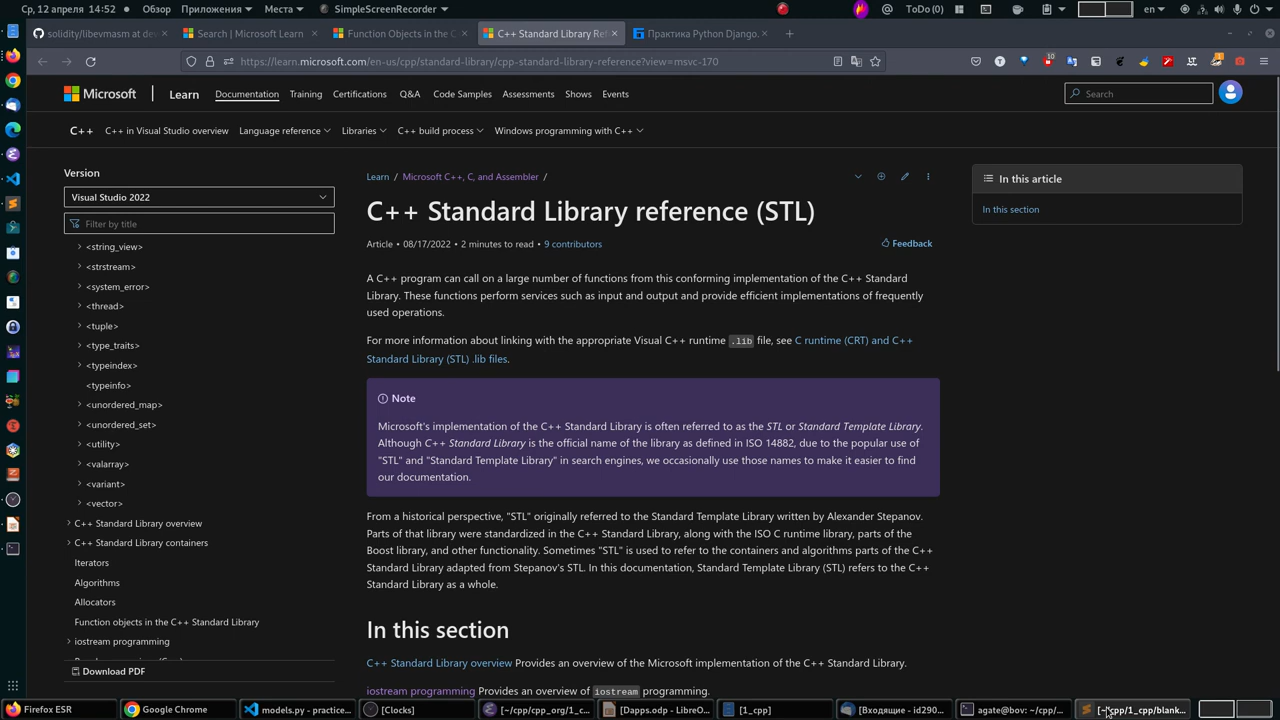 Ср, 12 апреля • 14:52
Обзор
Приложения
Места
SimpleScreenRecorder
ToDo (0)
en
solidity/libevmasm at de
Search | Microsoft Learn
Function Objects in the C
C++ Standard Library Ref
Практика Python Django.
https://learn.microsoft.com/en-us/cpp/standard-library/cpp-standard-library-reference?view=msvc-170
10
Microsoft
Learn
Documentation
Training
Certifications
Q&A
Code Samples
Assessments
Shows
Events
Search
C++
C++ in Visual Studio overview
Language reference
Libraries
C++ build process
Windows programming with C++
Version
Visual Studio 2022
Filter by title
<string_view>
<strstream>
<system_error>
<thread>
<tuple>
<type_traits>
<typeindex>
<typeinfo>
<unordered_map>
<unordered_set>
<utility>
<valarray>
<variant>
<vector>
C++ Standard Library overview
C++ Standard Library containers
Iterators
Algorithms
Allocators
Function objects in the C++ Standard Library
iostream programming
Download PDF
Learn / Microsoft C++, C, and Assembler /
C++ Standard Library reference (STL)
Article • 08/17/2022 • 2 minutes to read • 9 contributors
Feedback
A C++ program can call on a large number of functions from this conforming implementation of the C++ Standard
Library. These functions perform services such as input and output and provide efficient implementations of frequently
used operations.
For more information about linking with the appropriate Visual C++ runtime .lib file, see C runtime (CRT) and C++
Standard Library (STL) .lib files.
Note
Microsoft's implementation of the C++ Standard Library is often referred to as the STL or Standard Template Library.
Although C++ Standard Library is the official name of the library as defined in ISO 14882, due to the popular use of
"STL" and "Standard Template Library" in search engines, we occasionally use those names to make it easier to find
our documentation.
From a historical perspective, "STL" originally referred to the Standard Template Library written by Alexander Stepanov.
Parts of that library were standardized in the C++ Standard Library, along with the ISO C runtime library, parts of the
Boost library, and other functionality. Sometimes "STL" is used to refer to the containers and algorithms parts of the C++
Standard Library adapted from Stepanov's STL. In this documentation, Standard Template Library (STL) refers to the C++
Standard Library as a whole.
In this section
C++ Standard Library overview Provides an overview of the Microsoft implementation of the C++ Standard Library.
iostream programming Provides an overview of iostream programming.
In this article
In this section
Firefox ESR
Google Chrome
models.py - practice...
[Clocks]
[~/cpp/cpp_org/1_c...
[Dapps.odp - LibreO...
[1_cpp]
[Входящие - id290...
agate@bov: ~/cpp/...
[~/cpp/1_cpp/blank...